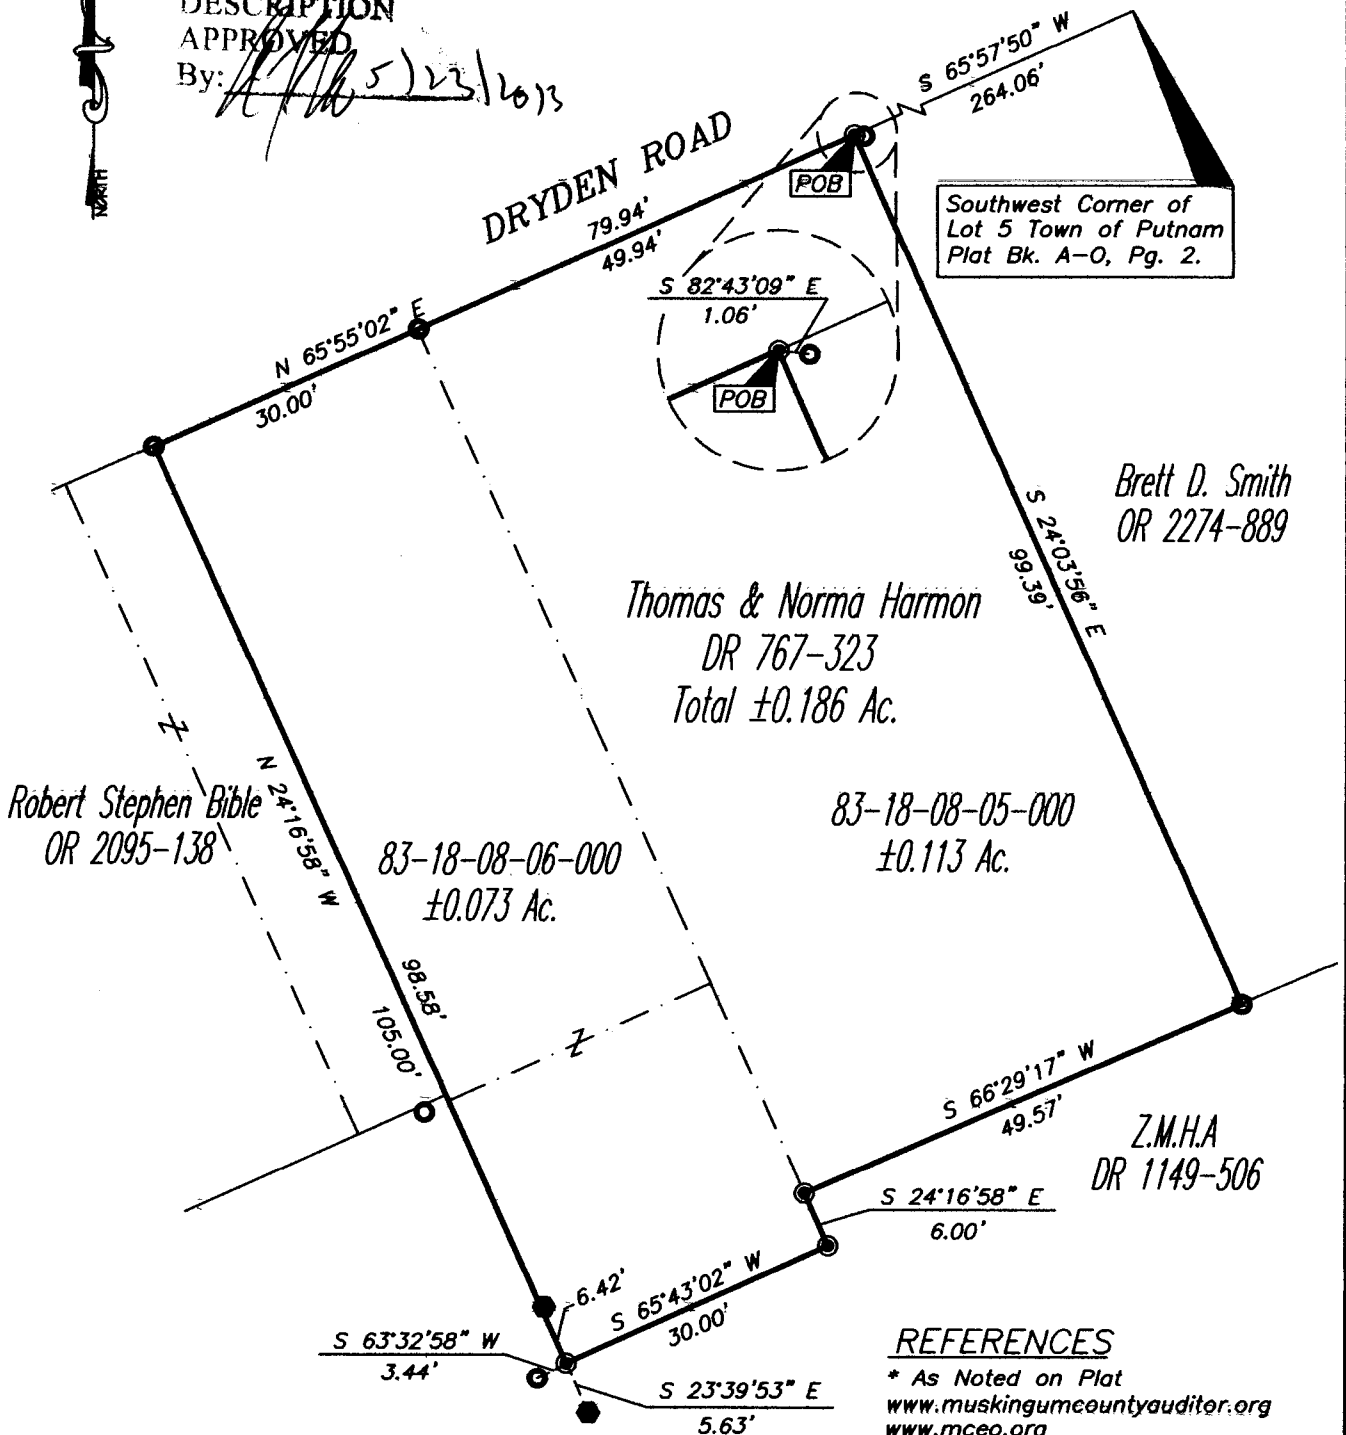 DESCRIPTION
APPROVED
By: 5/23/2013
NORTH
S 65°57'50" W
264.06'
DRYDEN ROAD
POB
Southwest Corner of
Lot 5 Town of Putnam
Plat Bk. A-0, Pg. 2.
79.94'
49.94'
S 82°43'09" E
1.06'
POB
N 65°55'02" E
30.00'
Brett D. Smith
OR 2274-889
S 24°03'56" E
99.39'
Thomas & Norma Harmon
DR 767-323
Total ±0.186 Ac.
Z
N 24°16'58" W
Robert Stephen Bible
OR 2095-138
83-18-08-06-000
±0.073 Ac.
83-18-08-05-000
±0.113 Ac.
98.58'
105.00'
Z
S 66°29'17" W
49.57'
Z.M.H.A
DR 1149-506
S 24°16'58" E
6.00'
6.42'
S 65°43'02" W
30.00'
S 63°32'58" W
3.44'
S 23°39'53" E
5.63'
REFERENCES
* As Noted on Plat
www.muskingumcountyauditor.org
www.mceo.org